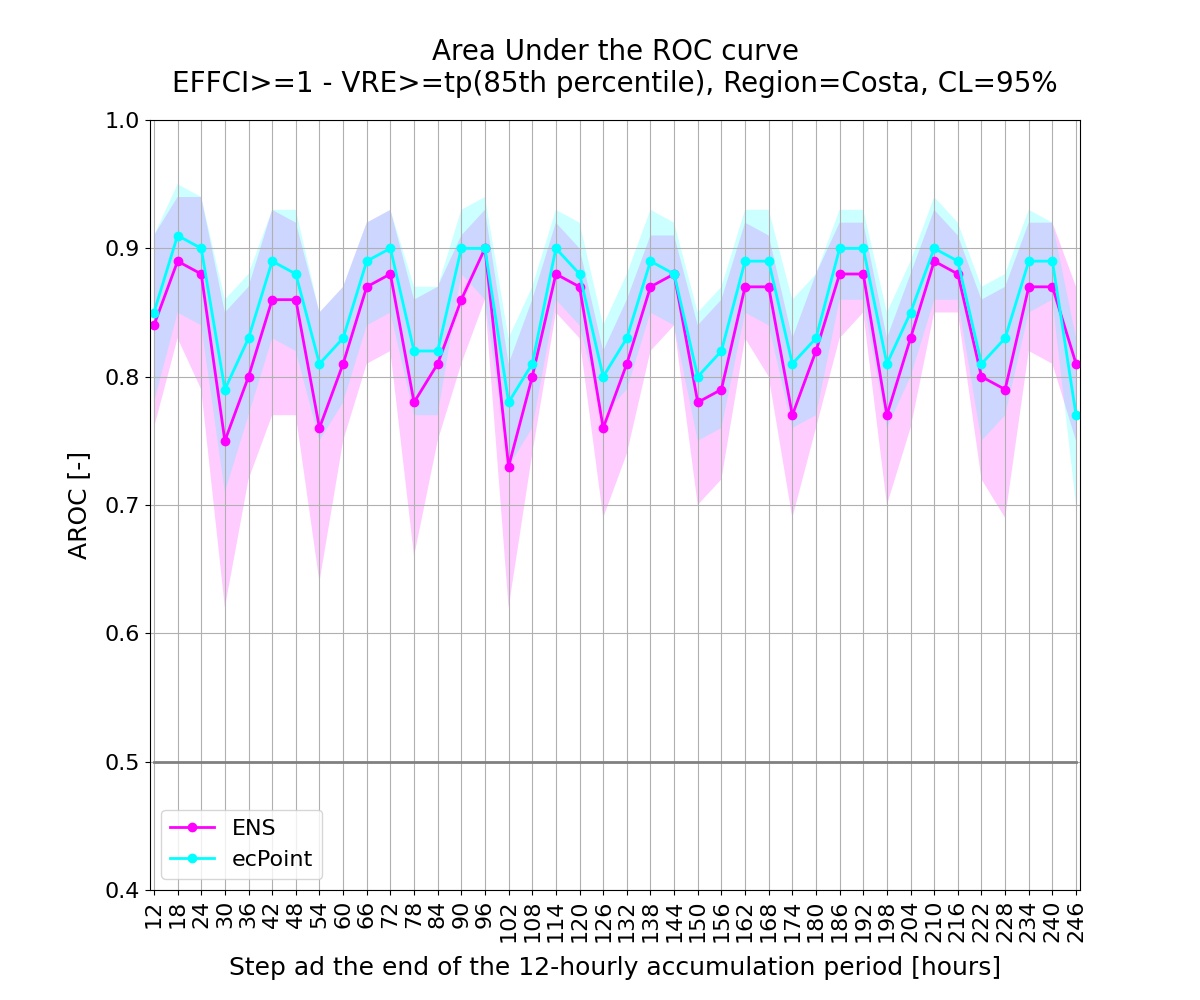 Area Under the ROC curve
EFFCI>=1 - VRE>=tp(85th percentile), Region=Costa, CL=95%
1.0
0.9
0.8
0.7
0.6
0.5
0.4
AROC [-]
ENS
ecPoint
12 18 24 30 36 42 48 54 60 66 72 78 84 90 96 102 108 114 120 126 132 138 144 150 156 162 168 174 180 186 192 198 204 210 216 222 228 234 240 246
Step ad the end of the 12-hourly accumulation period [hours]